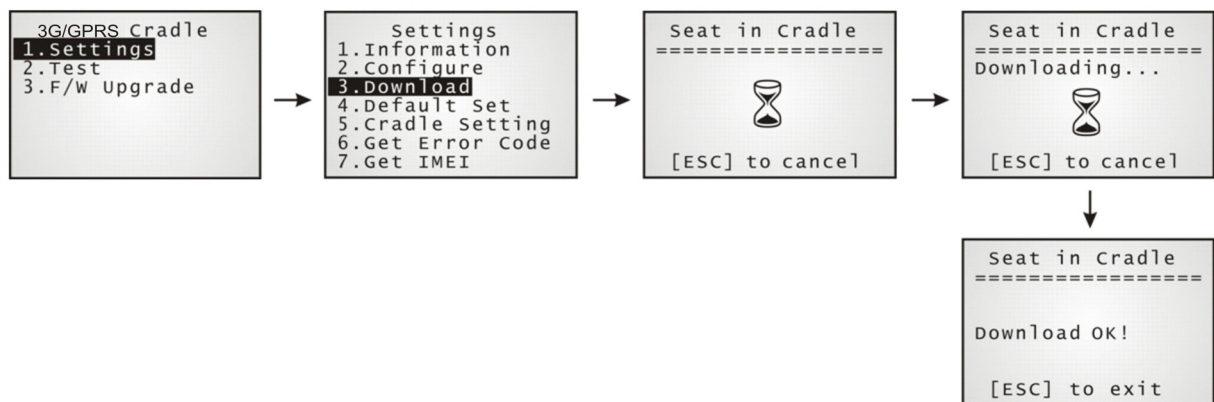 3G/GPRS Cradle
1.Settings
2.Test
3.F/W Upgrade
Settings
1.Information
2.Configure
3.Download
4.Default Set
5.Cradle Setting
6.Get Error Code
7.Get IMEI
Seat in Cradle
=================
[ESC] to cancel
Seat in Cradle
=================
Downloading...
[ESC] to cancel
Seat in Cradle
=================
Download OK!
[ESC] to exit